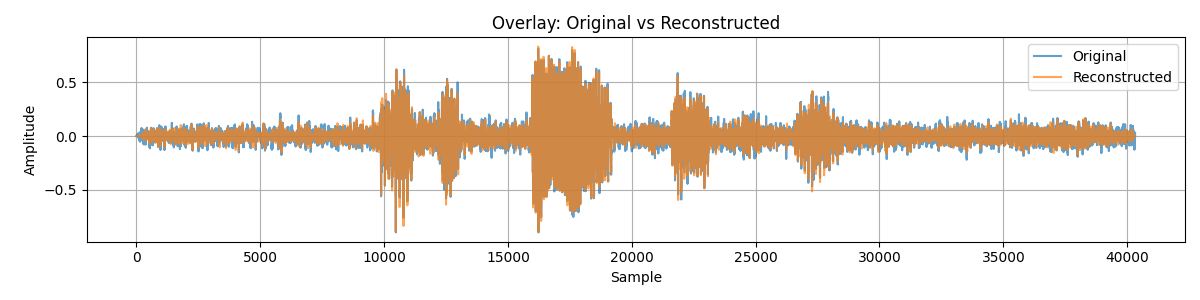 Overlay: Original vs Reconstructed
Original
Reconstructed
Amplitude
0.5
0.0
−0.5
0 5000 10000 15000 20000 25000 30000 35000 40000
Sample